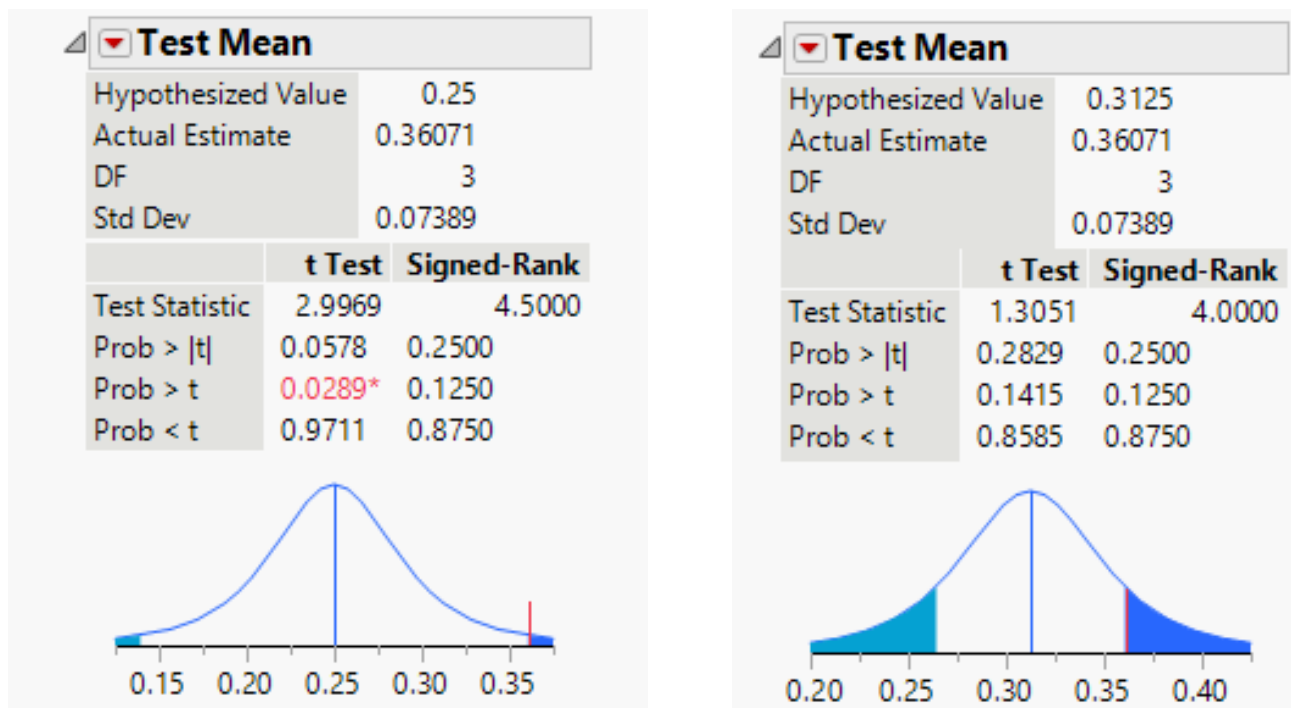 Test Mean
Hypothesized Value 0.25
Actual Estimate 0.36071
DF 3
Std Dev 0.07389
t Test Signed-Rank
Test Statistic 2.9969 4.5000
Prob > |t| 0.0578 0.2500
Prob > t 0.0289* 0.1250
Prob < t 0.9711 0.8750
0.15 0.20 0.25 0.30 0.35
Test Mean
Hypothesized Value 0.3125
Actual Estimate 0.36071
DF 3
Std Dev 0.07389
t Test Signed-Rank
Test Statistic 1.3051 4.0000
Prob > |t| 0.2829 0.2500
Prob > t 0.1415 0.1250
Prob < t 0.8585 0.8750
0.20 0.25 0.30 0.35 0.40